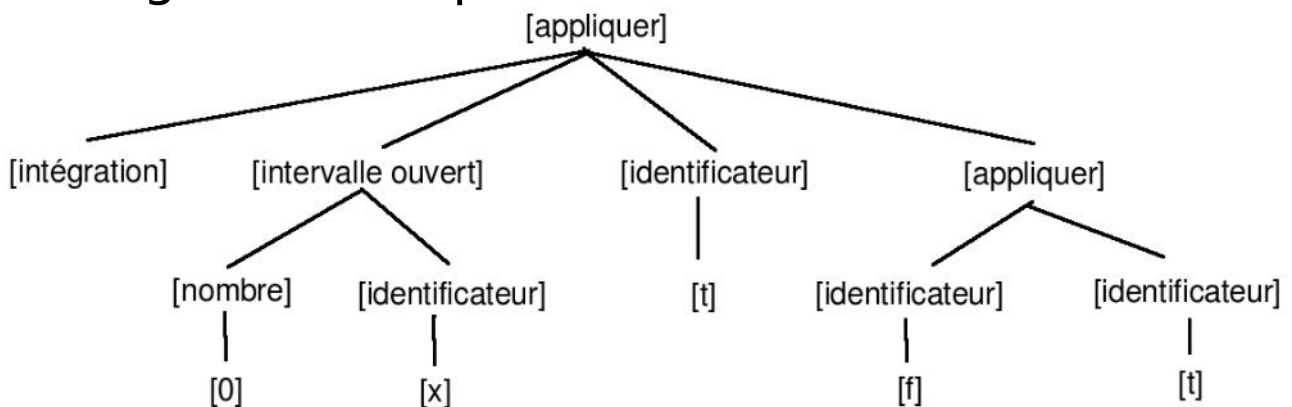 [appliquer]
[intégration] [intervalle ouvert] [identificateur] [appliquer]
[nombre] [identificateur] [t] [identificateur] [identificateur]
[0] [x] [f] [t]